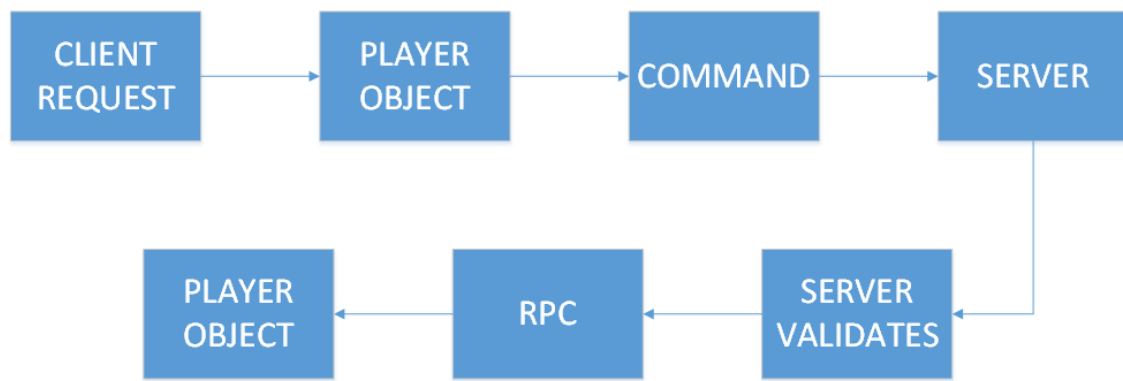 CLIENT
REQUEST
PLAYER
OBJECT
COMMAND
SERVER
PLAYER
OBJECT
RPC
SERVER
VALIDATES